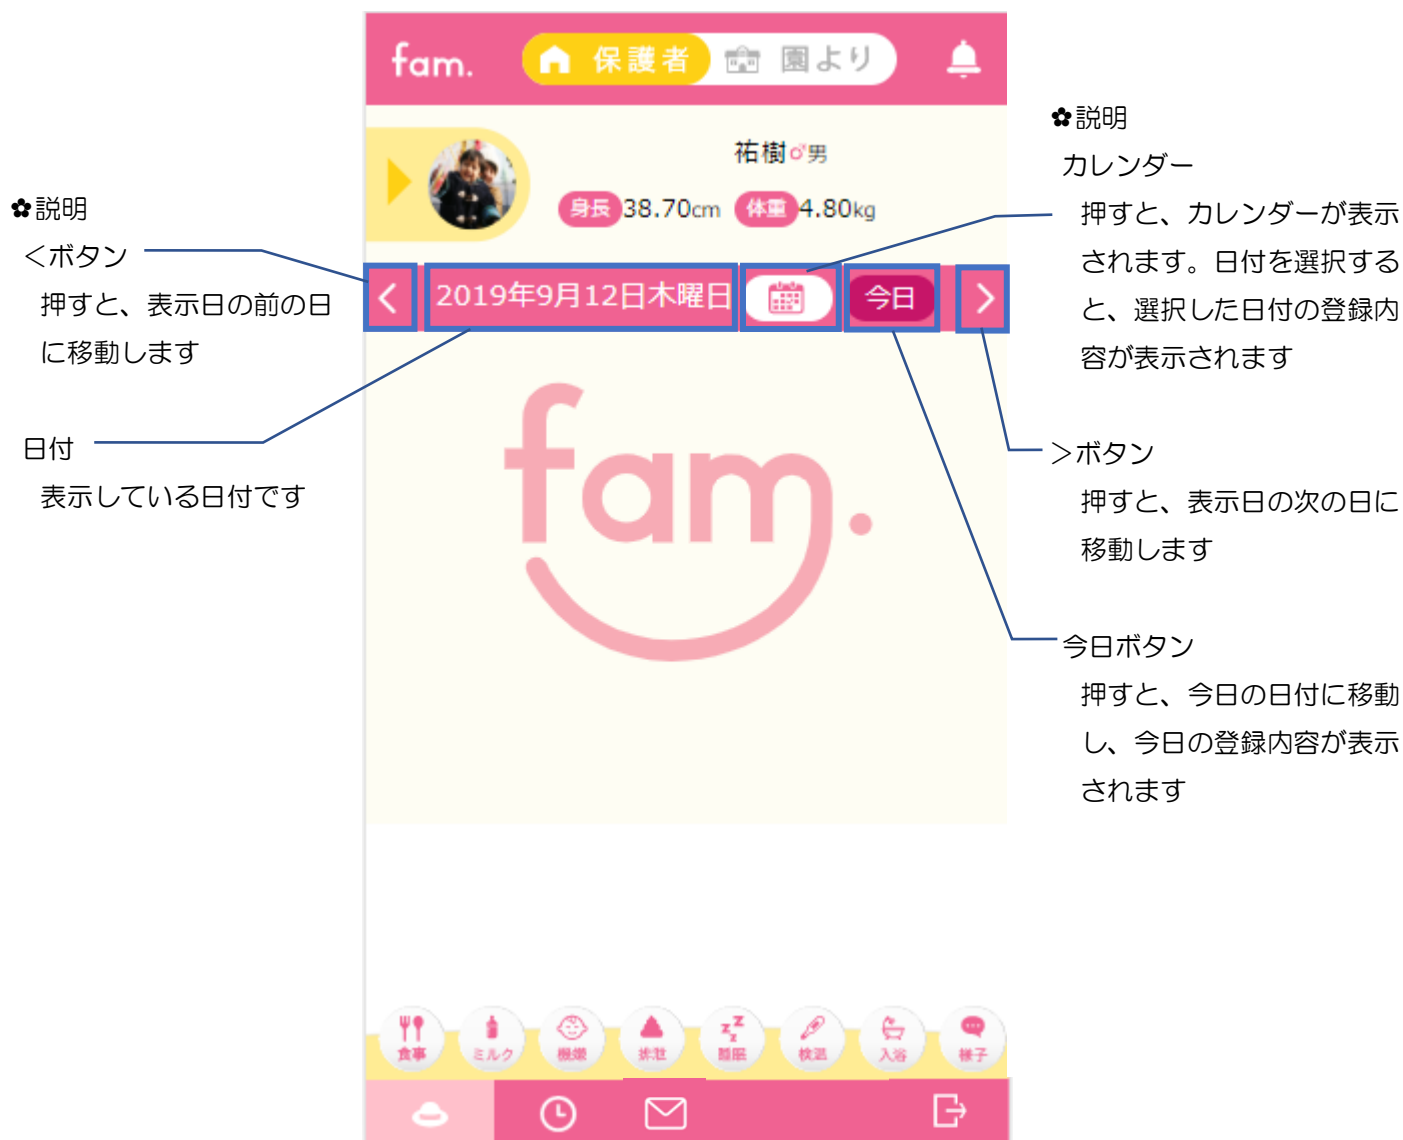 fam.
保護者
園より
祐樹♂男
身長38.70cm 体重4.80kg
2019年9月12日木曜日
今日
fam.
食事
ミルク
機嫌
排泄
睡眠
検温
入浴
様子
✿説明
＜ボタン
押すと、表示日の前の日
に移動します
日付
表示している日付です
✿説明
カレンダー
押すと、カレンダーが表示
されます。日付を選択する
と、選択した日付の登録内
容が表示されます
＞ボタン
押すと、表示日の次の日に
移動します
今日ボタン
押すと、今日の日付に移動
し、今日の登録内容が表示
されます